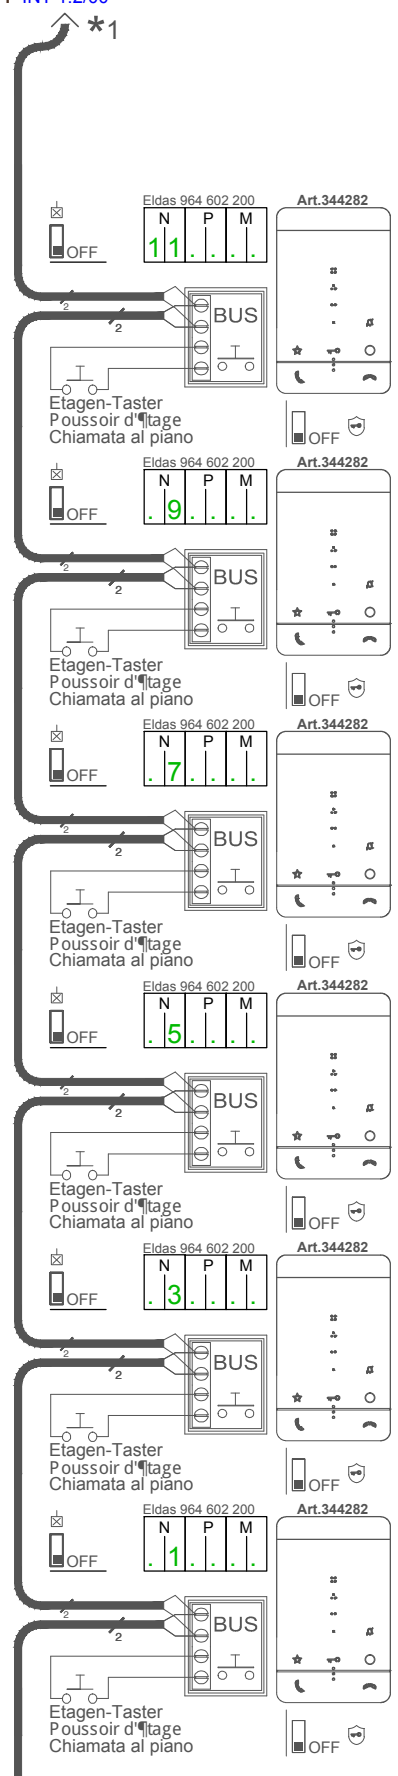 *1
Eldas 964 602 200 Art.344282
N P M
OFF 11. . . .
2
2 BUS
Etagen-Taster
Poussoir d'¶tage
Chiamata al piano OFF
Eldas 964 602 200 Art.344282
N P M
OFF . 9. . . .
2
2 BUS
Etagen-Taster
Poussoir d'¶tage
Chiamata al piano OFF
Eldas 964 602 200 Art.344282
N P M
OFF . 7. . . .
2
2 BUS
Etagen-Taster
Poussoir d'¶tage
Chiamata al piano OFF
Eldas 964 602 200 Art.344282
N P M
OFF . 5. . . .
2
2 BUS
Etagen-Taster
Poussoir d'¶tage
Chiamata al piano OFF
Eldas 964 602 200 Art.344282
N P M
OFF . 3. . . .
2
2 BUS
Etagen-Taster
Poussoir d'¶tage
Chiamata al piano OFF
Eldas 964 602 200 Art.344282
N P M
OFF . 1. . . .
2
2 BUS
Etagen-Taster
Poussoir d'¶tage
Chiamata al piano OFF